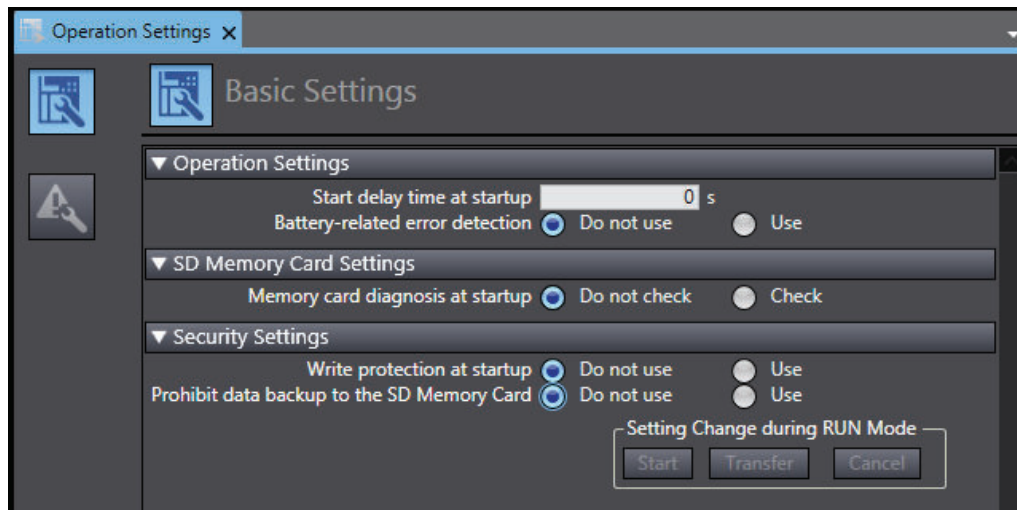 Operation Settings
Basic Settings
Operation Settings
Start delay time at startup 0 s
Battery-related error detection Do not use Use
SD Memory Card Settings
Memory card diagnosis at startup Do not check Check
Security Settings
Write protection at startup Do not use Use
Prohibit data backup to the SD Memory Card Do not use Use
Setting Change during RUN Mode
Start Transfer Cancel